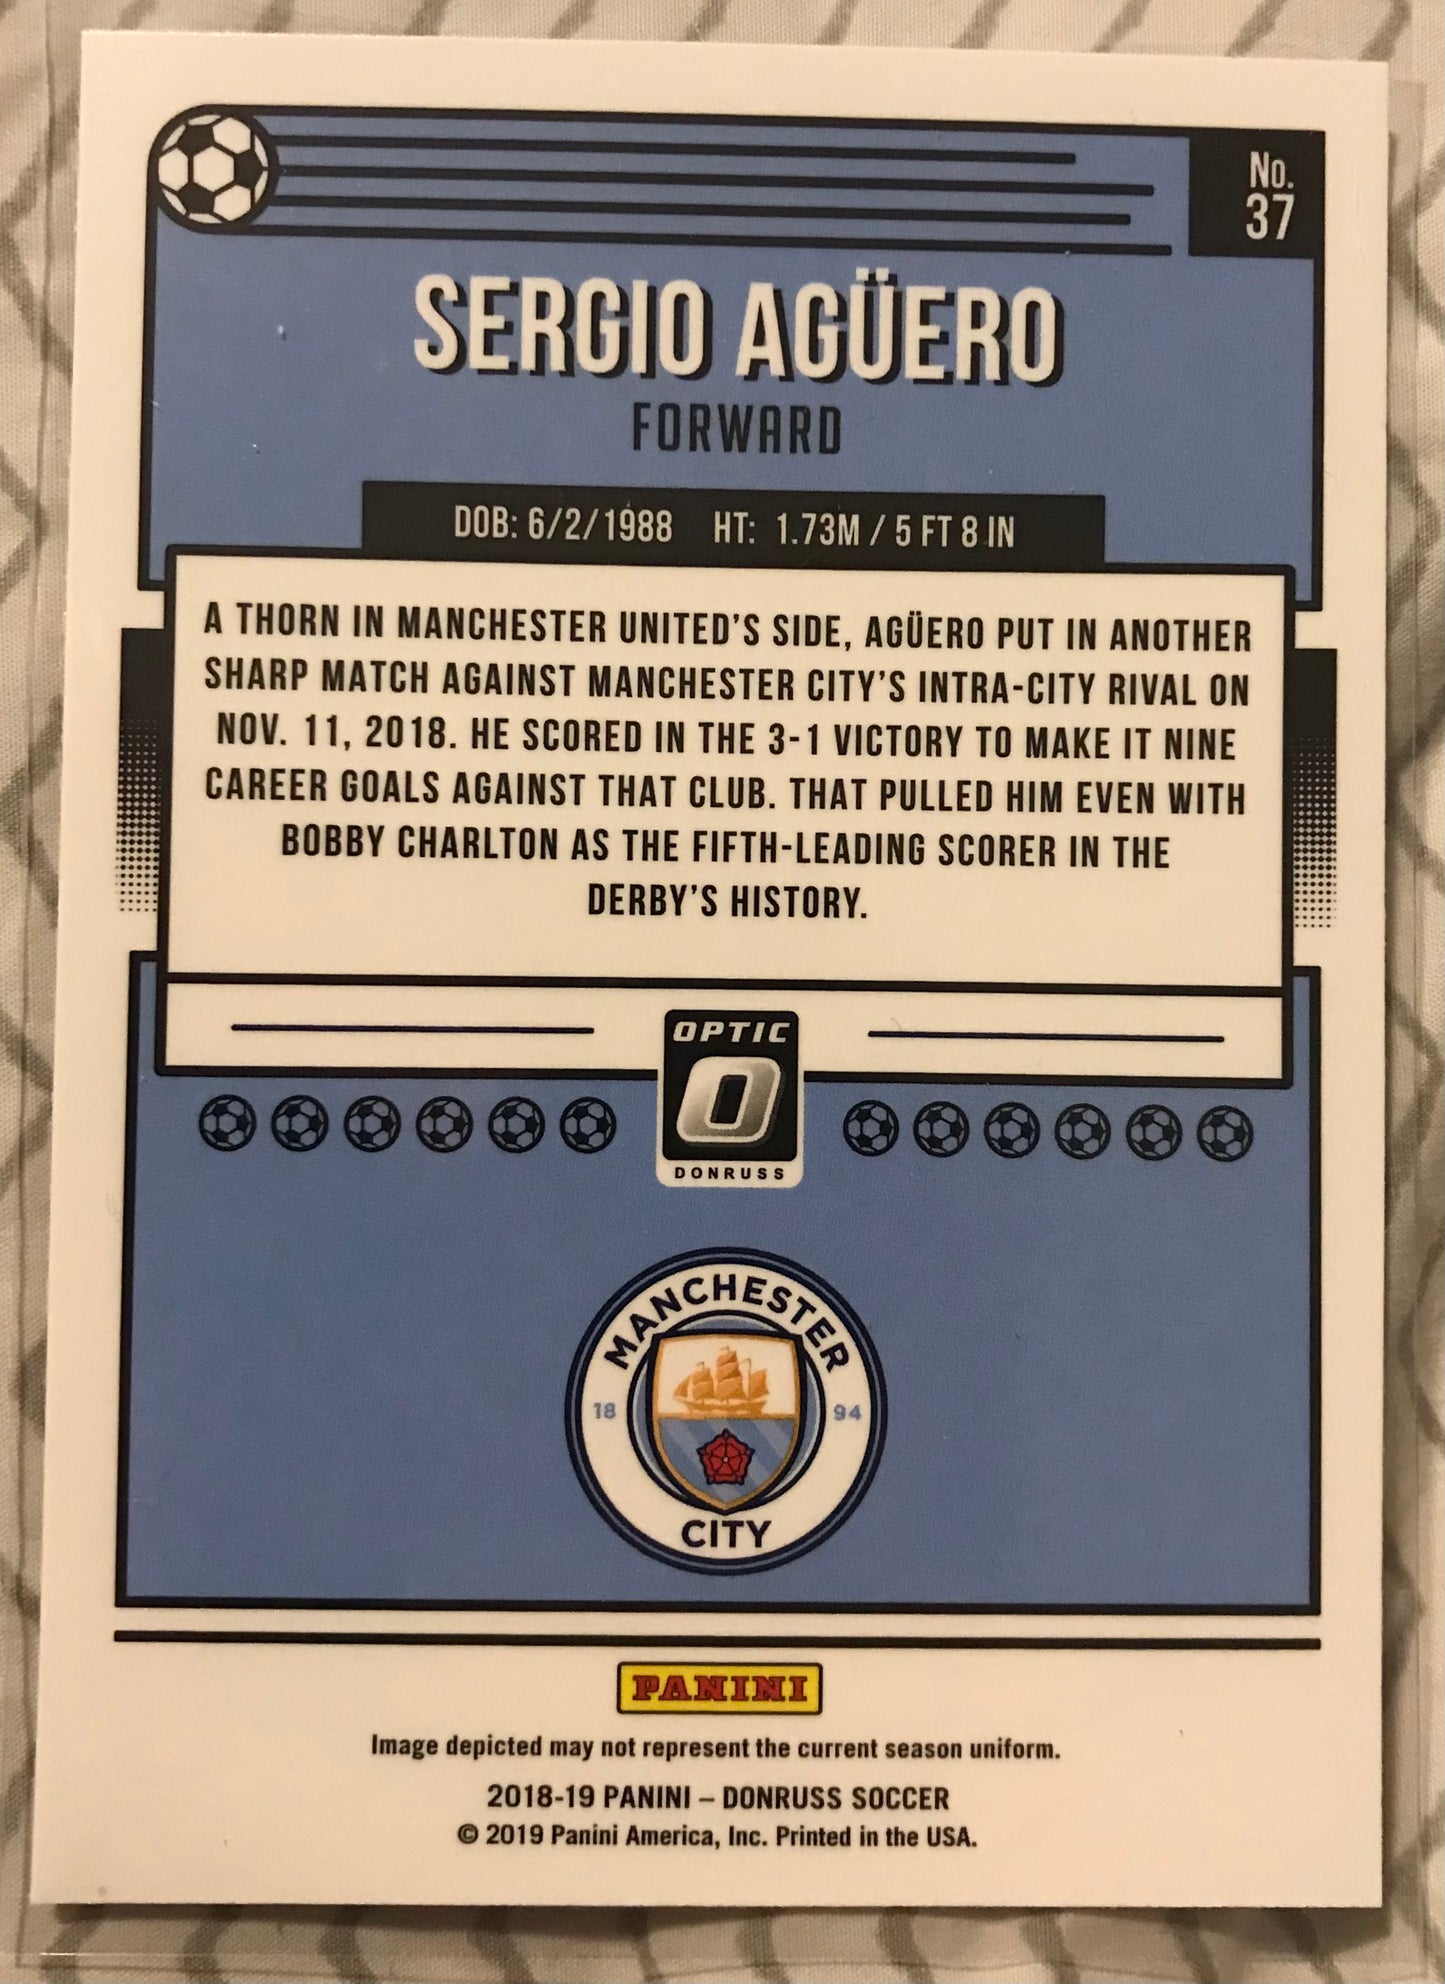 No.
37
SERGIO AGÜERO
FORWARD
DOB: 6/2/1988 HT: 1.73M / 5 FT 8 IN
A THORN IN MANCHESTER UNITED'S SIDE, AGÜERO PUT IN ANOTHER
SHARP MATCH AGAINST MANCHESTER CITY'S INTRA-CITY RIVAL ON
NOV. 11, 2018. HE SCORED IN THE 3-1 VICTORY TO MAKE IT NINE
CAREER GOALS AGAINST THAT CLUB. THAT PULLED HIM EVEN WITH
BOBBY CHARLTON AS THE FIFTH-LEADING SCORER IN THE
DERBY'S HISTORY.
OPTIC
O
DONRUSS
MANCHESTER
18 94
CITY
PANINI
Image depicted may not represent the current season uniform.
2018-19 PANINI – DONRUSS SOCCER
© 2019 Panini America, Inc. Printed in the USA.